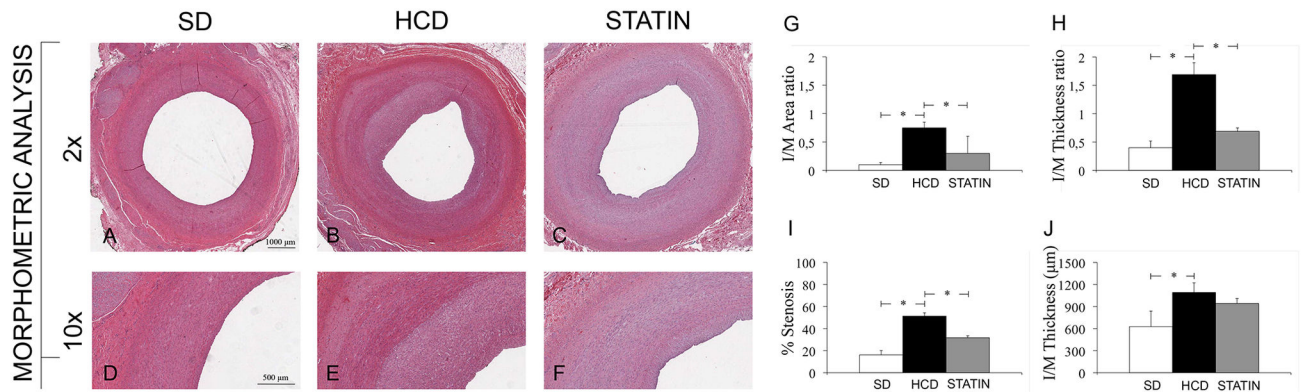 SD HCD STATIN
MORPHOMETRIC ANALYSIS
2x
10x
A
1000 µm
B
C
D
500 µm
E
F
G
I/M Area ratio
2
1,5
1
0,5
0
* *
SD HCD STATIN
H
I/M Thickness ratio
2
1,5
1
0,5
0
* *
SD HCD STATIN
I
% Stenosis
100
80
60
40
20
0
* *
SD HCD STATIN
J
I/M Thickness (µm)
1500
1200
900
600
300
0
*
SD HCD STATIN